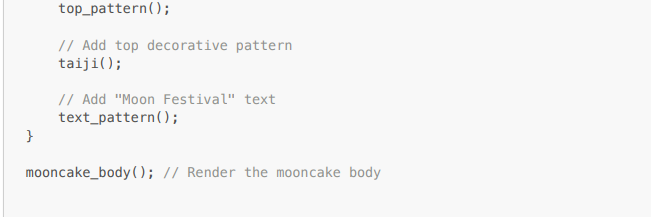 top_pattern();
// Add top decorative pattern
taiji();
// Add "Moon Festival" text
text_pattern();
}
mooncake_body(); // Render the mooncake body